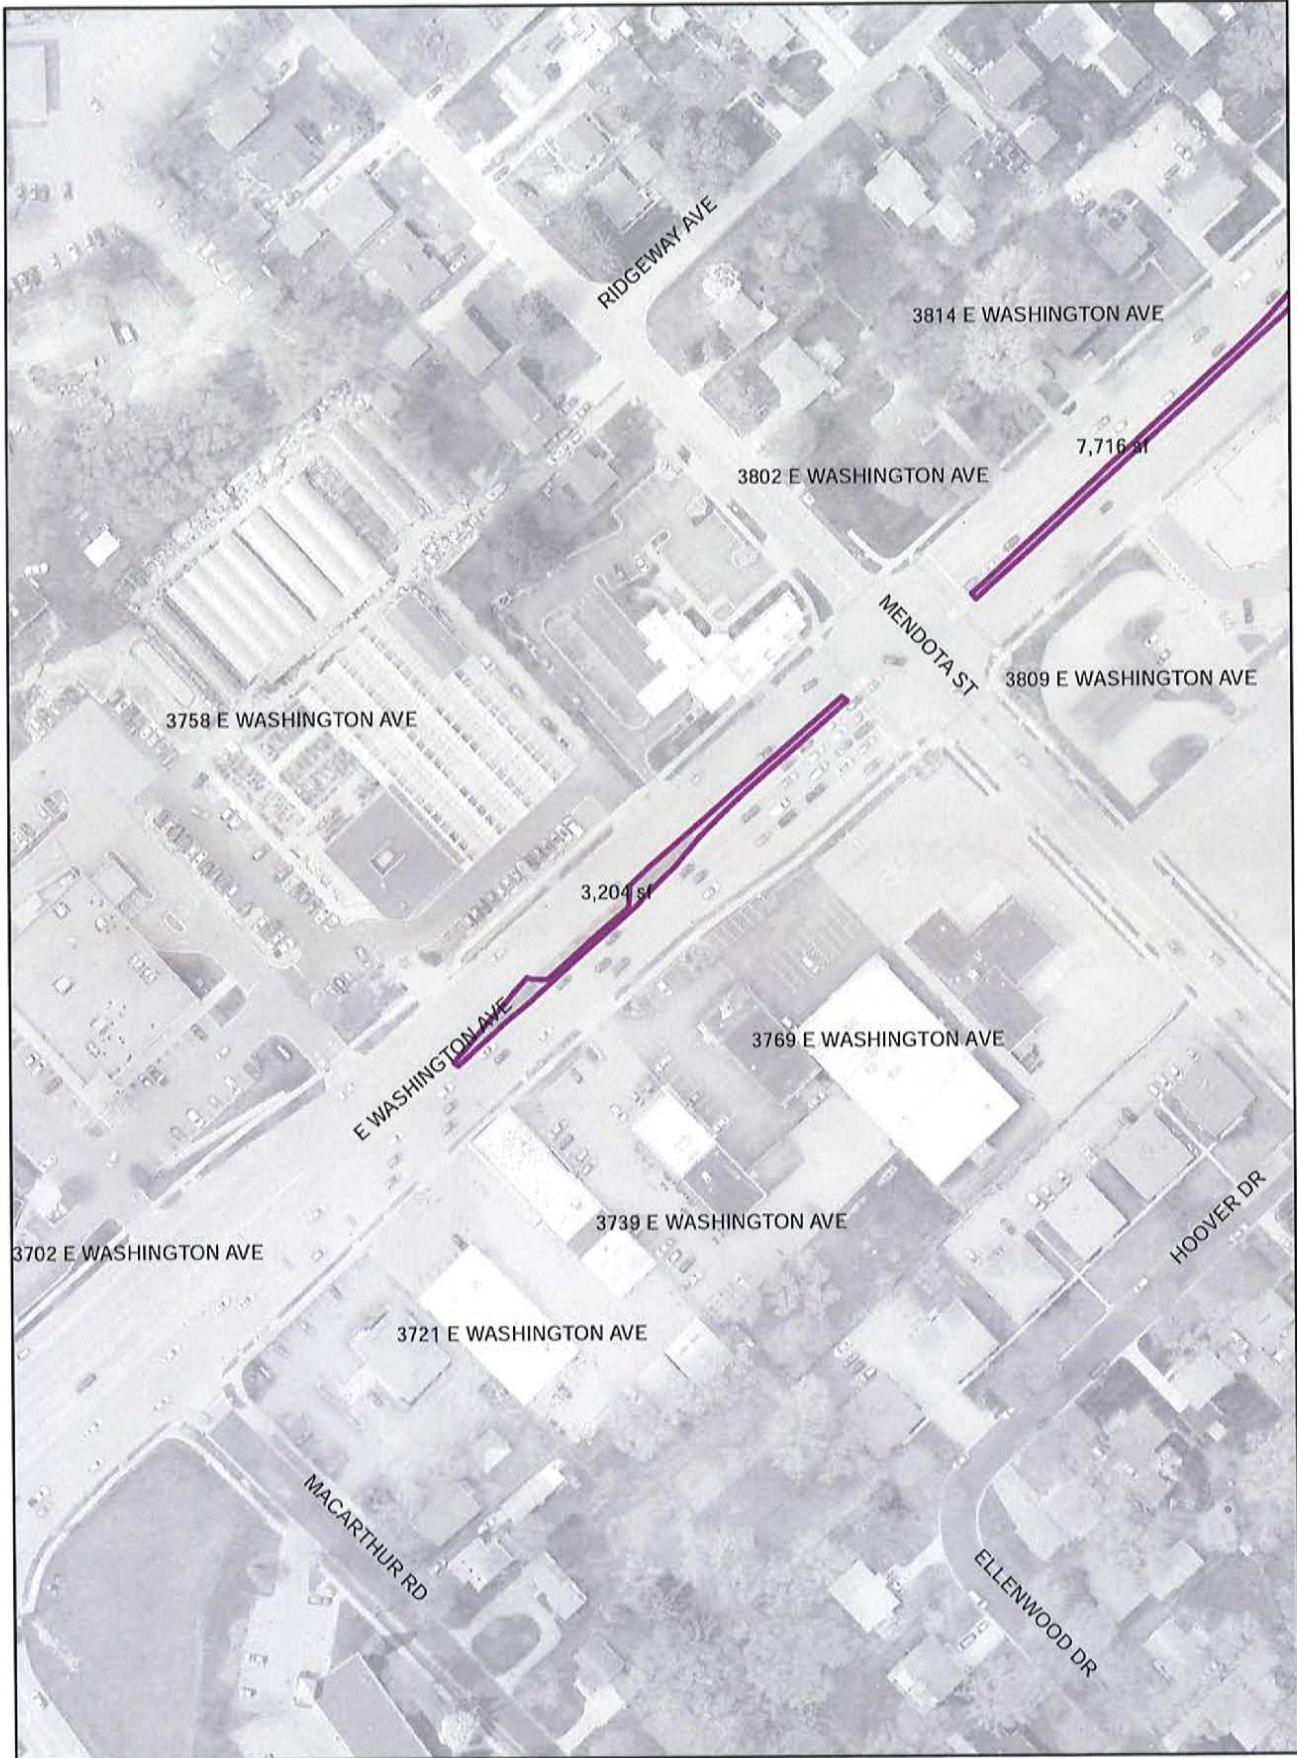 RIDGEWAY AVE
3814 E WASHINGTON AVE
7,716 sf
3802 E WASHINGTON AVE
MENDOTA ST
3809 E WASHINGTON AVE
3758 E WASHINGTON AVE
3,204 sf
E WASHINGTON AVE
3769 E WASHINGTON AVE
HOOVER DR
3739 E WASHINGTON AVE
3702 E WASHINGTON AVE
3721 E WASHINGTON AVE
MACARTHUR RD
ELLENWOOD DR